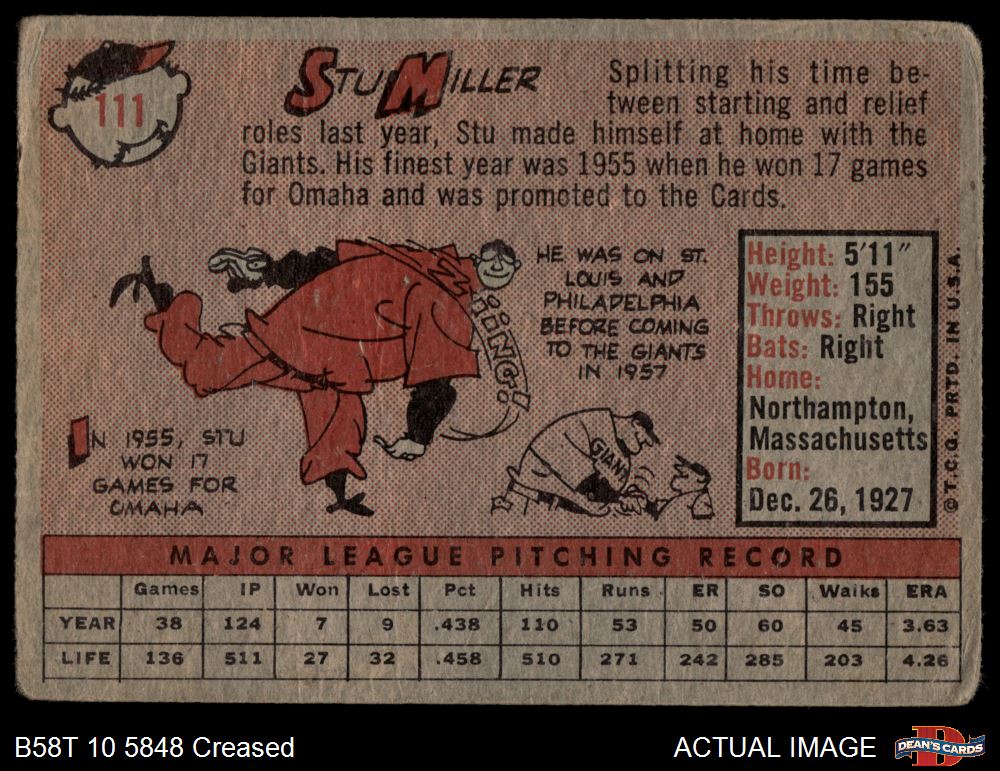 111
STU MILLER
Splitting his time be-
tween starting and relief
roles last year, Stu made himself at home with the
Giants. His finest year was 1955 when he won 17 games
for Omaha and was promoted to the Cards.
BOIING!
HE WAS ON ST.
LOUIS AND
PHILADELPHIA
BEFORE COMING
TO THE GIANTS
IN 1957
IN 1955, STU
WON 17
GAMES FOR
OMAHA
GIANT
Height: 5'11"
Weight: 155
Throws: Right
Bats: Right
Home:
Northampton,
Massachusetts
Born:
Dec. 26, 1927
© T.C.G. PRTD. IN U.S.A.
MAJOR LEAGUE PITCHING RECORD
Games IP Won Lost Pct Hits Runs ER SO Walks ERA
YEAR 38 124 7 9 .438 110 53 50 60 45 3.63
LIFE 136 511 27 32 .458 510 271 242 285 203 4.26
B58T 10 5848 Creased
ACTUAL IMAGE
D
DEAN'S CARDS